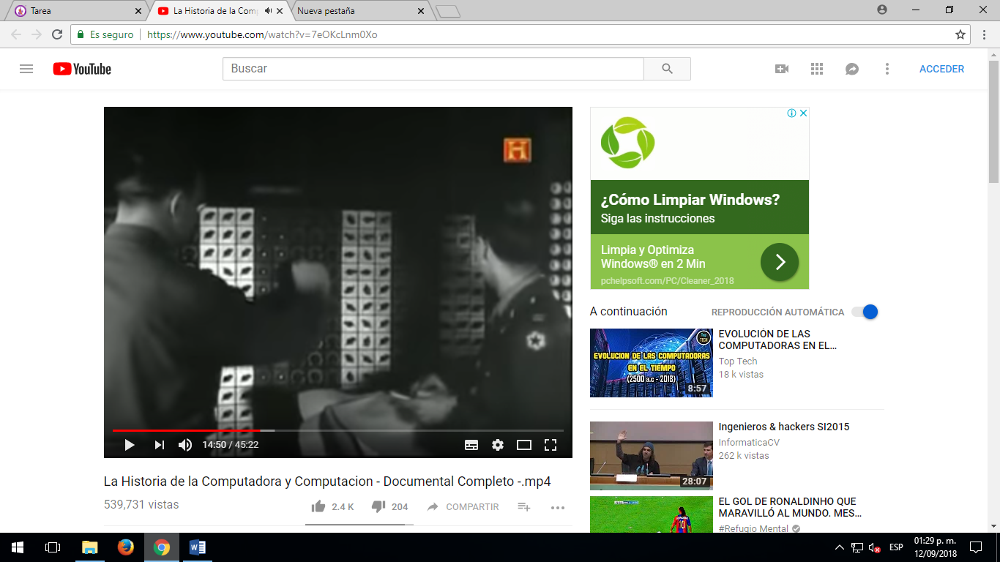 Tarea
La Historia de la Comp
Nueva pestaña
Es seguro
https://www.youtube.com/watch?v=7eOKcLnm0Xo
YouTube
Buscar
ACCEDER
H
14:50 / 45:22
La Historia de la Computadora y Computacion - Documental Completo -.mp4
539,731 vistas
2.4 K
204
COMPARTIR
¿Cómo Limpiar Windows?
Siga las instrucciones
Limpia y Optimiza
Windows® en 2 Min
pchelpsoft.com/PC/Cleaner_2018
A continuación
REPRODUCCIÓN AUTOMÁTICA
Top
TECH
EVOLUCION DE LAS COMPUTADORAS
EN EL TIEMPO
(2500 a.c - 2018)
8:57
EVOLUCIÓN DE LAS
COMPUTADORAS EN EL...
Top Tech
18 k vistas
28:07
Ingenieros & hackers SI2015
InformaticaCV
262 k vistas
10
EL GOL DE RONALDINHO QUE
MARAVILLÓ AL MUNDO. MES...
#Refugio Mental
ESP
01:29 p. m.
12/09/2018